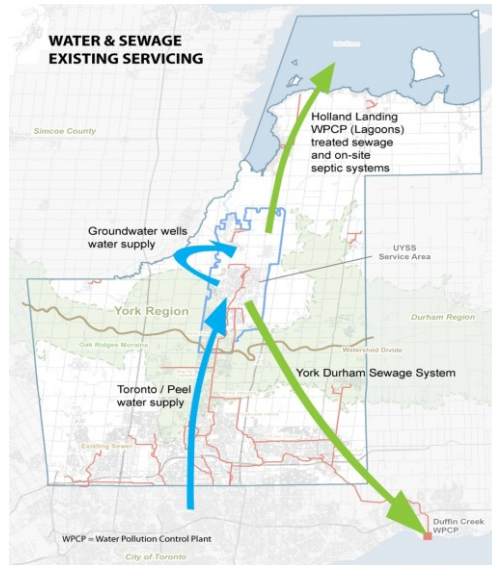 WATER & SEWAGE
EXISTING SERVICING
Simcoe County
Holland Landing
WPCP (Lagoons)
treated sewage
and on-site
septic systems
Groundwater wells
water supply
UYSS
Service Area
York Region
Durham Region
Oak Ridges Moraine
Watershed Divide
York Durham Sewage System
Toronto / Peel
water supply
Existing Sewer
Duffin Creek
WPCP
WPCP = Water Pollution Control Plant
City of Toronto